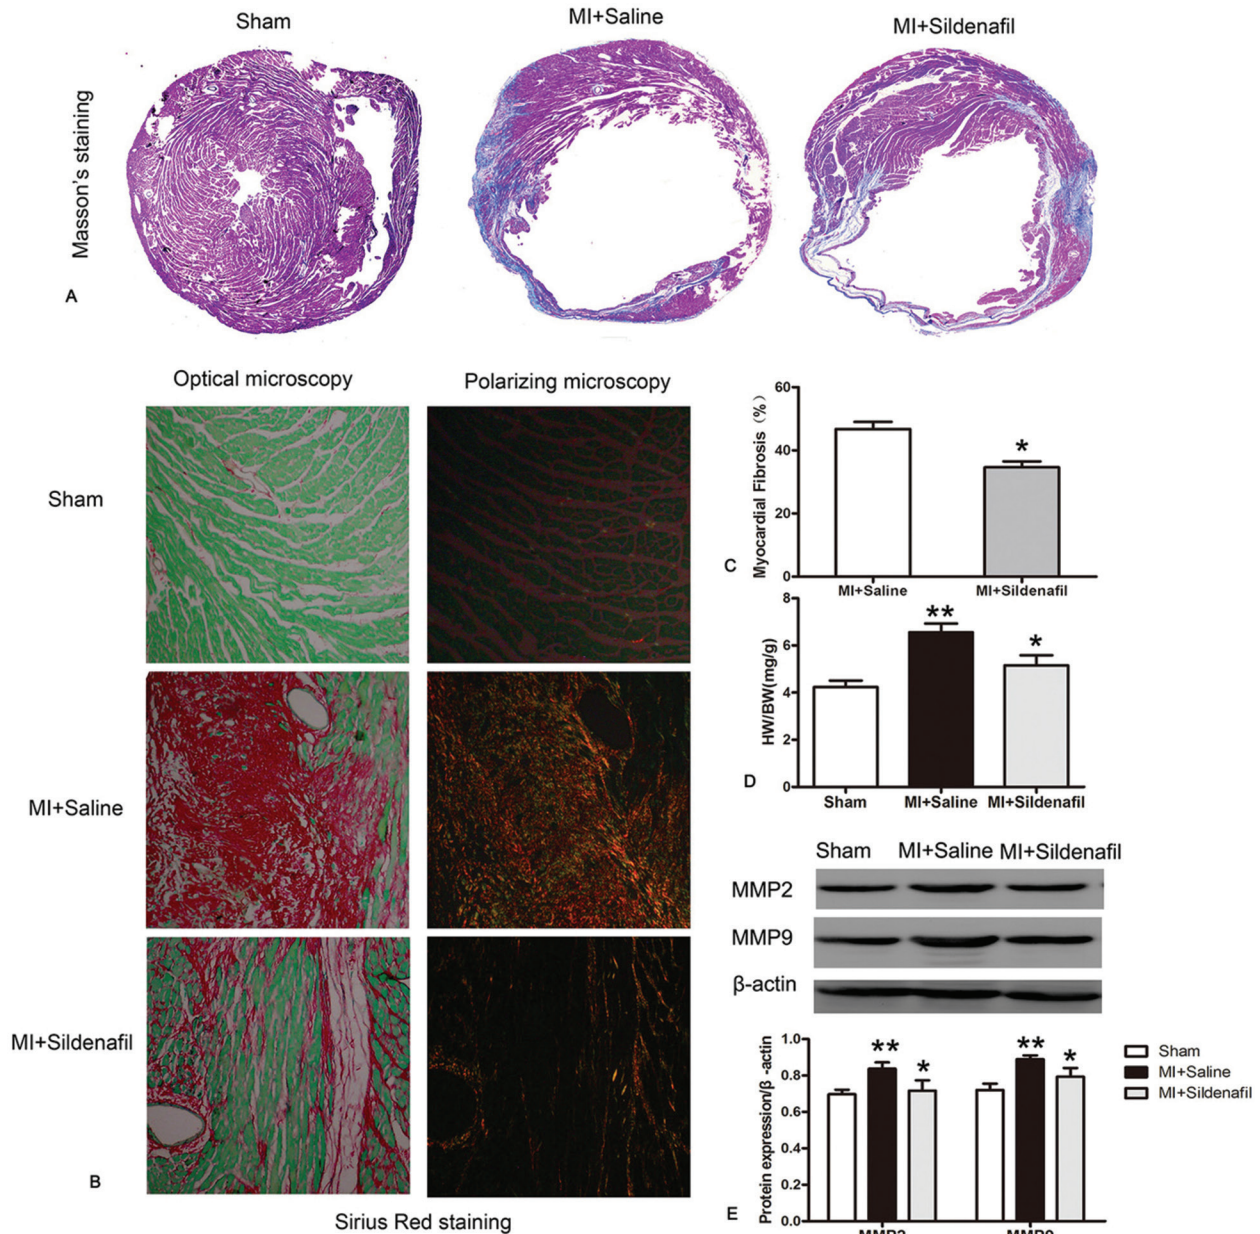 Sham
MI+Saline
MI+Sildenafil
Masson's staining
A
Optical microscopy
Polarizing microscopy
Sham
MI+Saline
MI+Sildenafil
B
Sirius Red staining
Myocardial Fibrosis (%)
60
40
20
0
*
C
MI+Saline
MI+Sildenafil
HW/BW(mg/g)
8
6
4
2
0
**
*
D
Sham
MI+Saline
MI+Sildenafil
Sham
MI+Saline
MI+Sildenafil
MMP2
MMP9
β-actin
Protein expression/β -actin
1.0
0.8
0.6
0.4
0.2
0.0
**
*
**
*
Sham
MI+Saline
MI+Sildenafil
E